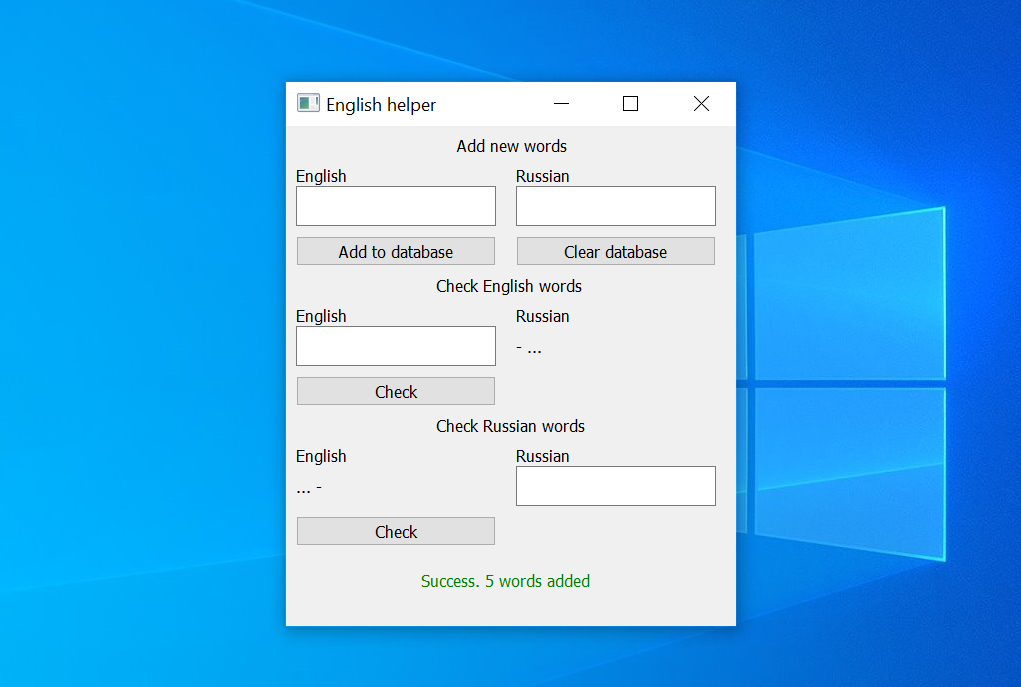 English helper
Add new words
English Russian
Add to database Clear database
Check English words
English Russian
- ...
Check
Check Russian words
English Russian
... -
Check
Success. 5 words added